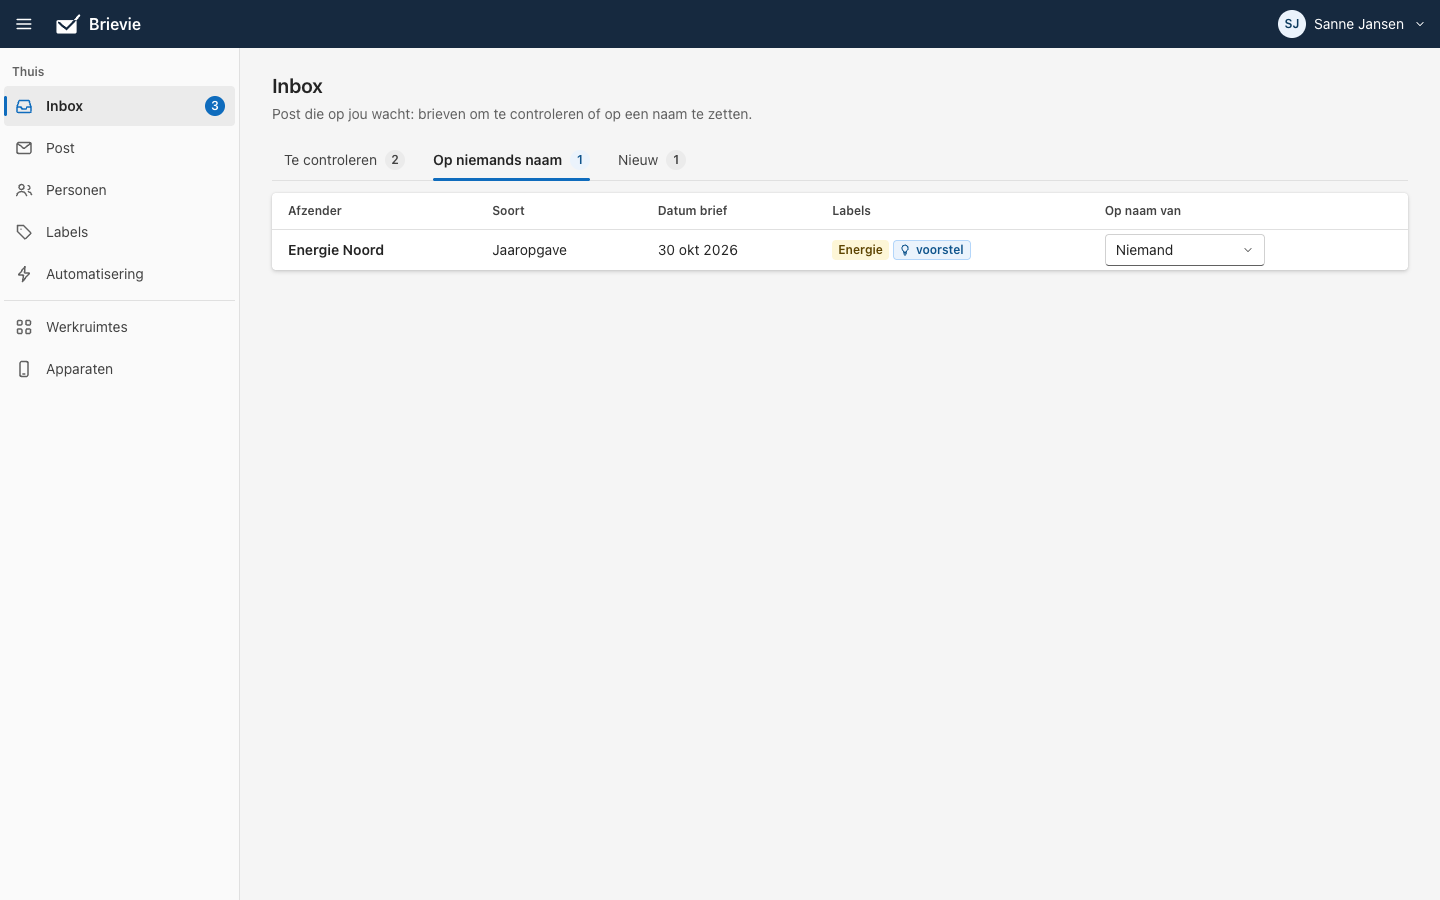 Brievie
SJ Sanne Jansen
Thuis
Inbox 3
Post
Personen
Labels
Automatisering
Werkruimtes
Apparaten
Inbox
Post die op jou wacht: brieven om te controleren of op een naam te zetten.
Te controleren 2 Op niemands naam 1 Nieuw 1
Afzender Soort Datum brief Labels Op naam van
Energie Noord Jaaropgave 30 okt 2026 Energie voorstel Niemand